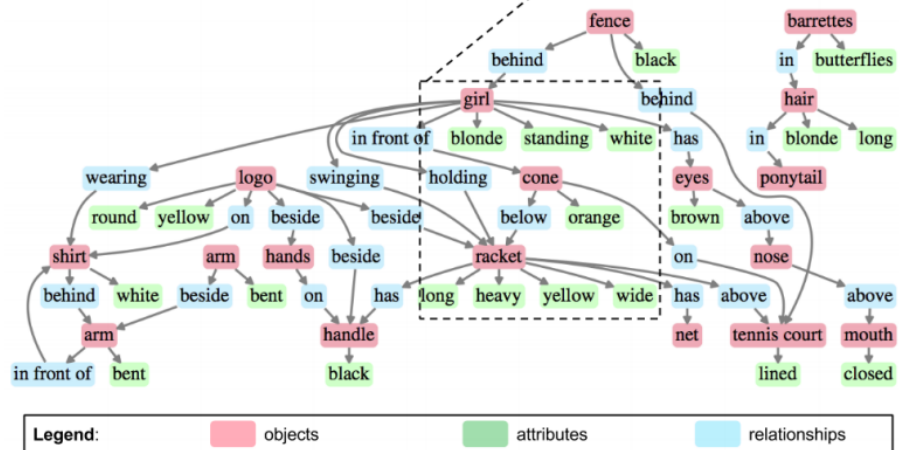 fence barrettes
behind black in butterflies
girl behind hair
in front of blonde standing white has in blonde long
wearing logo swinging holding cone eyes ponytail
round yellow on beside beside below orange brown above
shirt arm hands beside racket on nose
behind white beside bent on has long heavy yellow wide has above above
arm handle net tennis court mouth
in front of bent black lined closed
Legend: objects attributes relationships